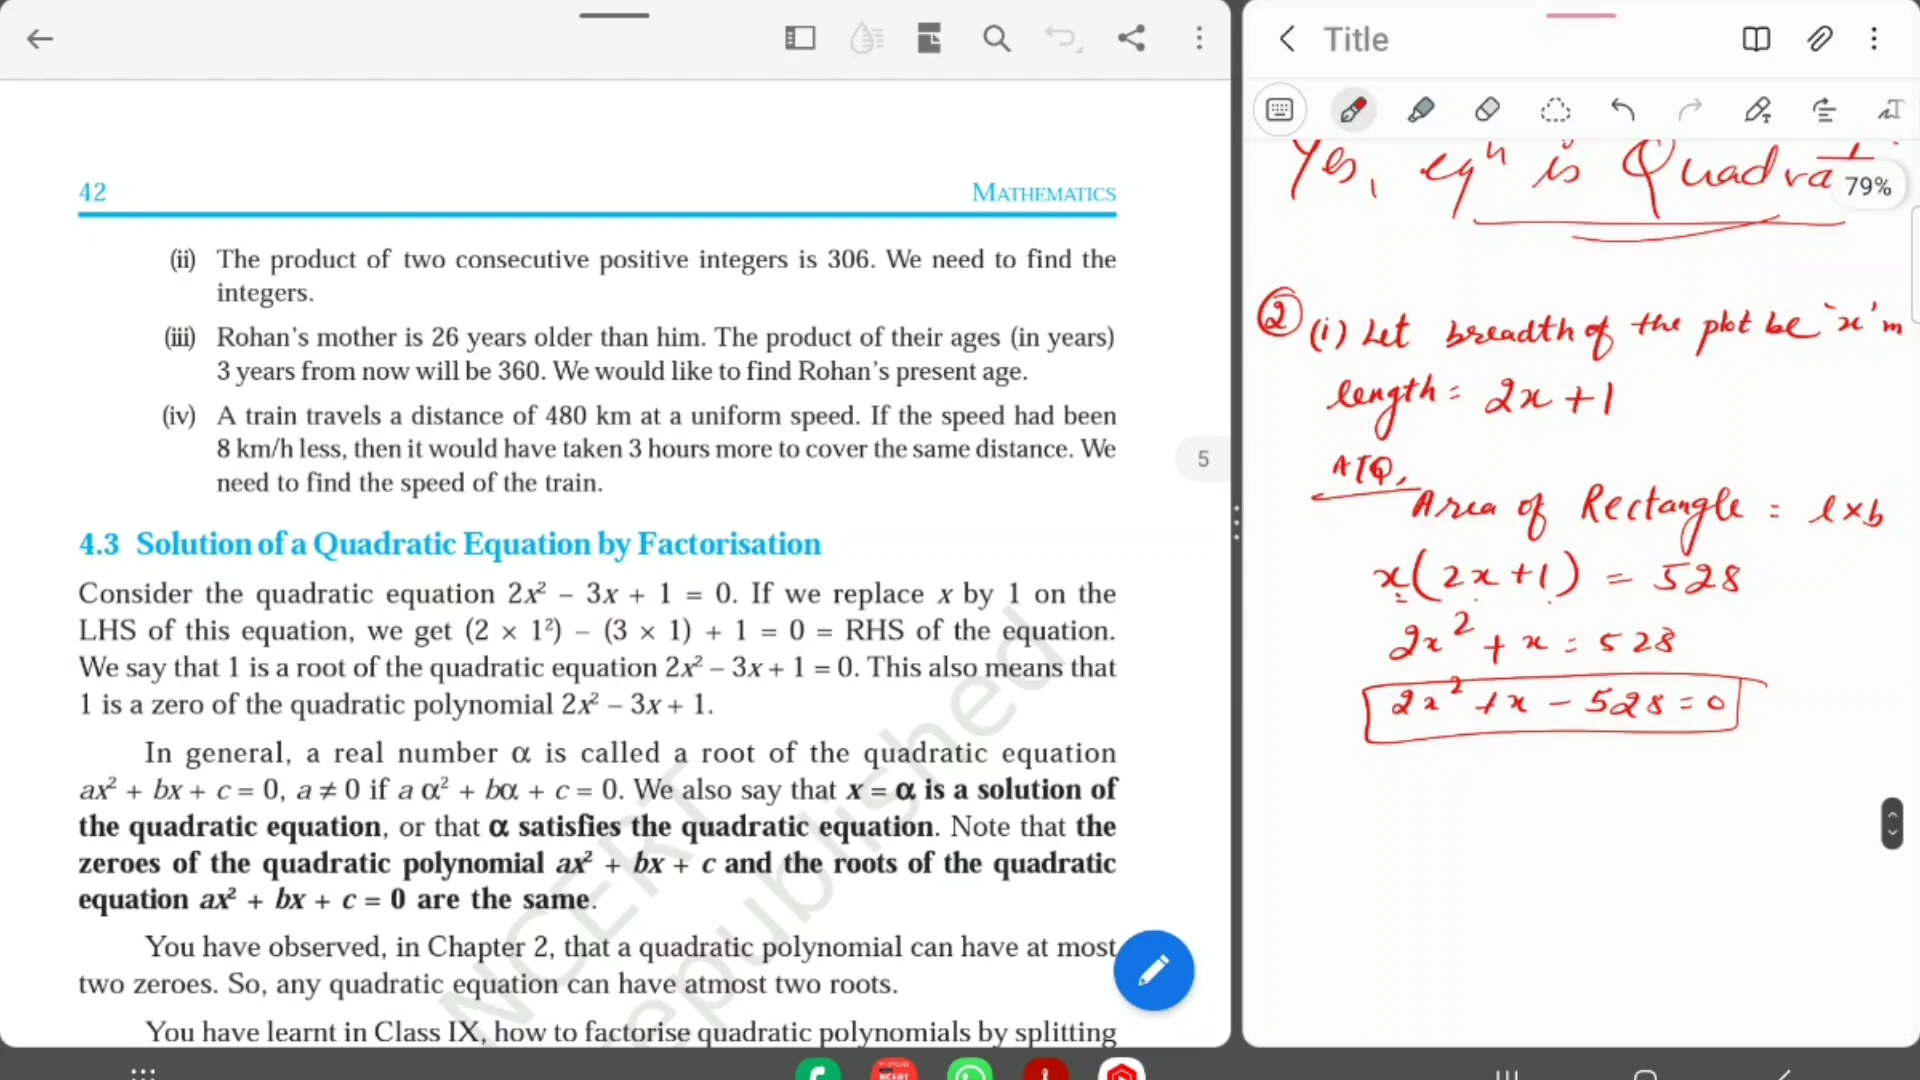 Title
42 MATHEMATICS
(ii) The product of two consecutive positive integers is 306. We need to find the
integers.
(iii) Rohan's mother is 26 years older than him. The product of their ages (in years)
3 years from now will be 360. We would like to find Rohan's present age.
(iv) A train travels a distance of 480 km at a uniform speed. If the speed had been
8 km/h less, then it would have taken 3 hours more to cover the same distance. We
need to find the speed of the train.
5
4.3 Solution of a Quadratic Equation by Factorisation
Consider the quadratic equation 2x² – 3x + 1 = 0. If we replace x by 1 on the
LHS of this equation, we get (2 × 1²) – (3 × 1) + 1 = 0 = RHS of the equation.
We say that 1 is a root of the quadratic equation 2x² – 3x + 1 = 0. This also means that
1 is a zero of the quadratic polynomial 2x² – 3x + 1.
In general, a real number α is called a root of the quadratic equation
ax² + bx + c = 0, a ≠ 0 if a α² + bα + c = 0. We also say that x = α is a solution of
the quadratic equation, or that α satisfies the quadratic equation. Note that the
zeroes of the quadratic polynomial ax² + bx + c and the roots of the quadratic
equation ax² + bx + c = 0 are the same.
You have observed, in Chapter 2, that a quadratic polynomial can have at most
two zeroes. So, any quadratic equation can have atmost two roots.
You have learnt in Class IX, how to factorise quadratic polynomials by splitting
NCERT
republished
Yes, eqⁿ is Quadra
79%
② (i) Let breadth of the plot be 'x' m
length = 2x + 1
ATQ,
Area of Rectangle = l×b
x(2x+1) = 528
2x² + x = 528
2x² + x – 528 = 0
NCERT